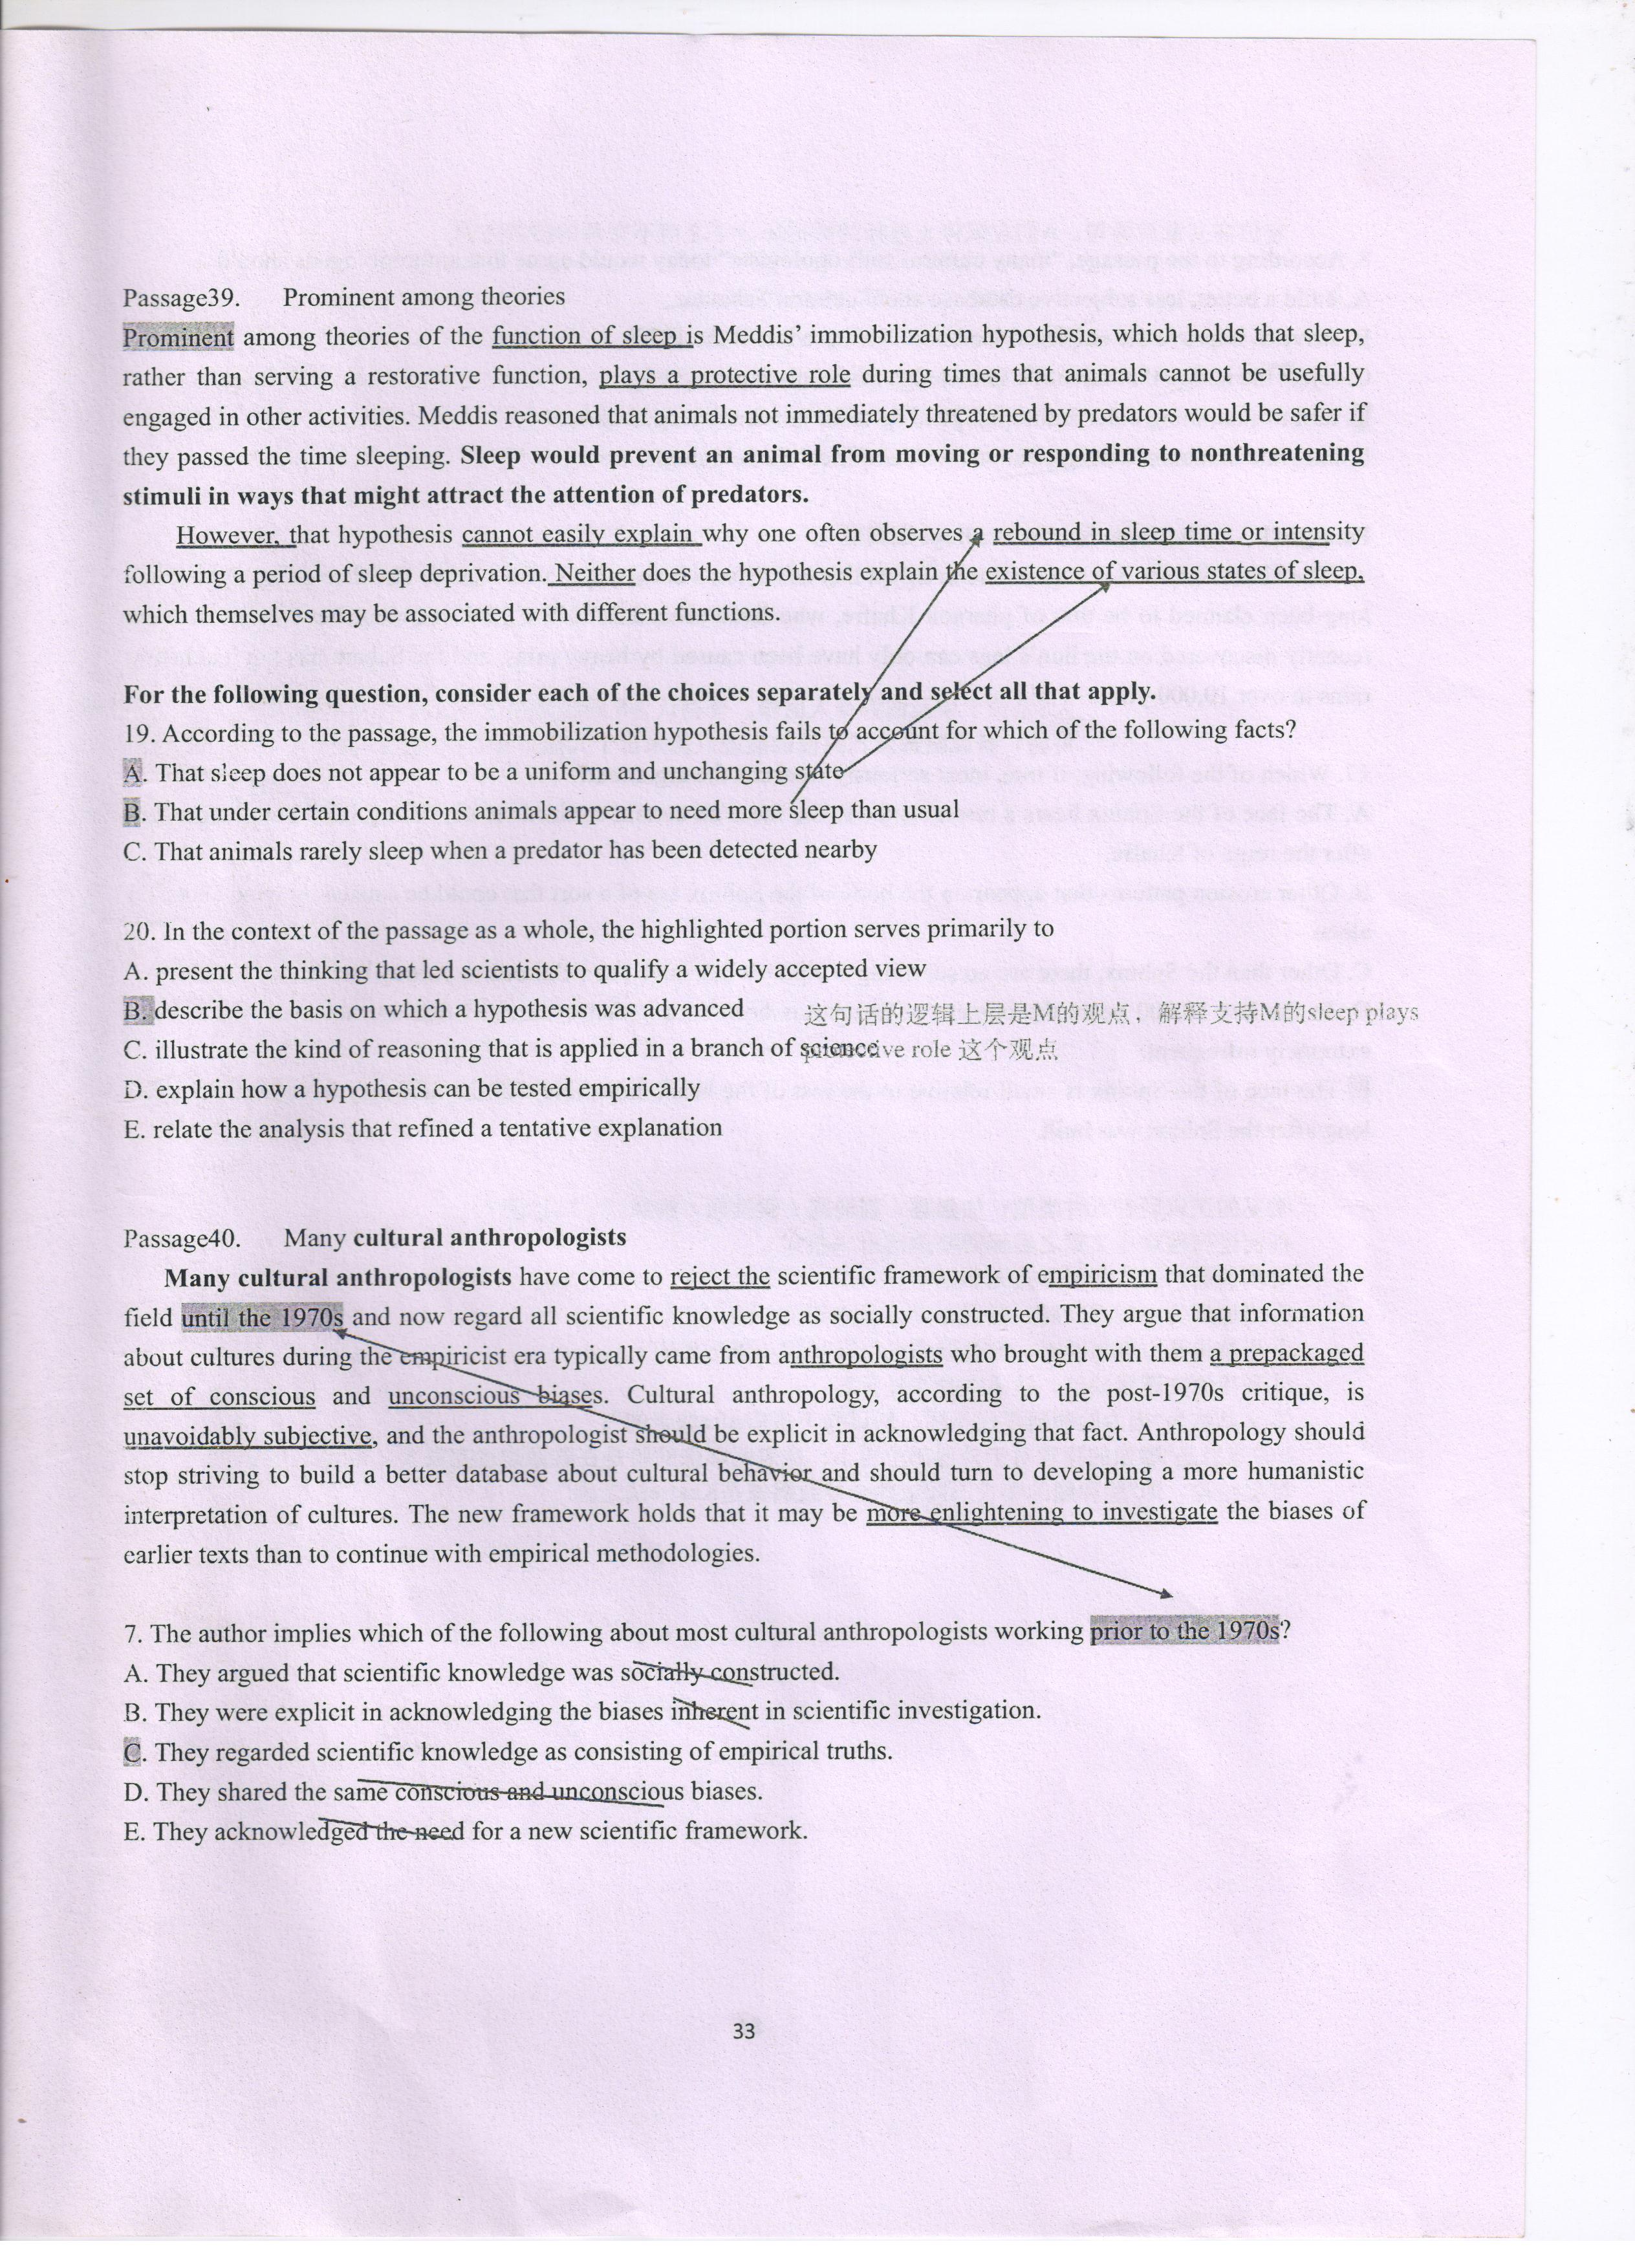 Passage39. Prominent among theories
Prominent among theories of the function of sleep is Meddis’ immobilization hypothesis, which holds that sleep,
rather than serving a restorative function, plays a protective role during times that animals cannot be usefully
engaged in other activities. Meddis reasoned that animals not immediately threatened by predators would be safer if
they passed the time sleeping. Sleep would prevent an animal from moving or responding to nonthreatening
stimuli in ways that might attract the attention of predators.
However, that hypothesis cannot easily explain why one often observes a rebound in sleep time or intensity
following a period of sleep deprivation. Neither does the hypothesis explain the existence of various states of sleep,
which themselves may be associated with different functions.
For the following question, consider each of the choices separately and select all that apply.
19. According to the passage, the immobilization hypothesis fails to account for which of the following facts?
A. That sleep does not appear to be a uniform and unchanging state
B. That under certain conditions animals appear to need more sleep than usual
C. That animals rarely sleep when a predator has been detected nearby
20. In the context of the passage as a whole, the highlighted portion serves primarily to
A. present the thinking that led scientists to qualify a widely accepted view
B. describe the basis on which a hypothesis was advanced 这句话的逻辑上层是M的观点，解释支持M的sleep plays
C. illustrate the kind of reasoning that is applied in a branch of science protective role 这个观点
D. explain how a hypothesis can be tested empirically
E. relate the analysis that refined a tentative explanation
Passage40. Many cultural anthropologists
Many cultural anthropologists have come to reject the scientific framework of empiricism that dominated the
field until the 1970s and now regard all scientific knowledge as socially constructed. They argue that information
about cultures during the empiricist era typically came from anthropologists who brought with them a prepackaged
set of conscious and unconscious biases. Cultural anthropology, according to the post-1970s critique, is
unavoidably subjective, and the anthropologist should be explicit in acknowledging that fact. Anthropology should
stop striving to build a better database about cultural behavior and should turn to developing a more humanistic
interpretation of cultures. The new framework holds that it may be more enlightening to investigate the biases of
earlier texts than to continue with empirical methodologies.
7. The author implies which of the following about most cultural anthropologists working prior to the 1970s?
A. They argued that scientific knowledge was socially constructed.
B. They were explicit in acknowledging the biases inherent in scientific investigation.
C. They regarded scientific knowledge as consisting of empirical truths.
D. They shared the same conscious and unconscious biases.
E. They acknowledged the need for a new scientific framework.
33